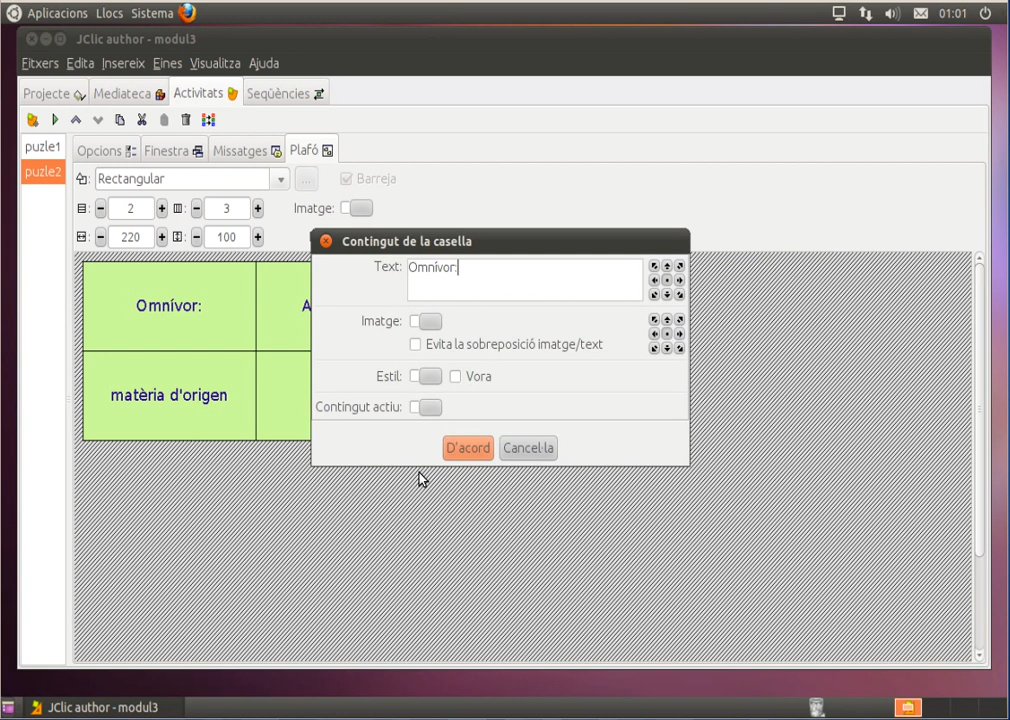 Aplicacions Llocs Sistema 01:01
JClic author - modul3
Fitxers Edita Insereix Eines Visualitza Ajuda
Projecte Mediateca Activitats Seqüències
puzle1
puzle2
Opcions Finestra Missatges Plafó
Rectangular ... Barreja
2 3 Imatge:
220 100
Contingut de la casella
Text: Omnívor:
Imatge:
Evita la sobreposició imatge/text
Estil: Vora
Contingut actiu:
D'acord Cancel·la
Omnívor: A
matèria d'origen
JClic author - modul3